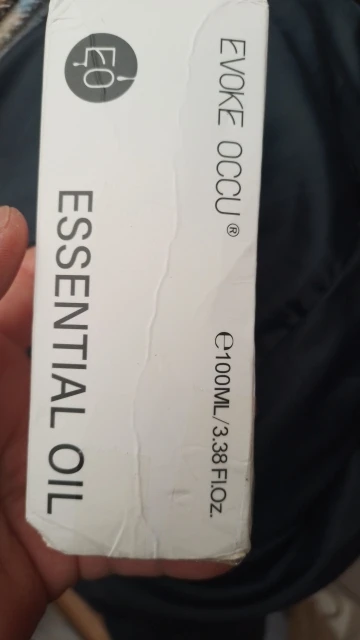 EVOKE OCCU®
℮100ML/3.38 Fl.Oz.
EO
ESSENTIAL OIL